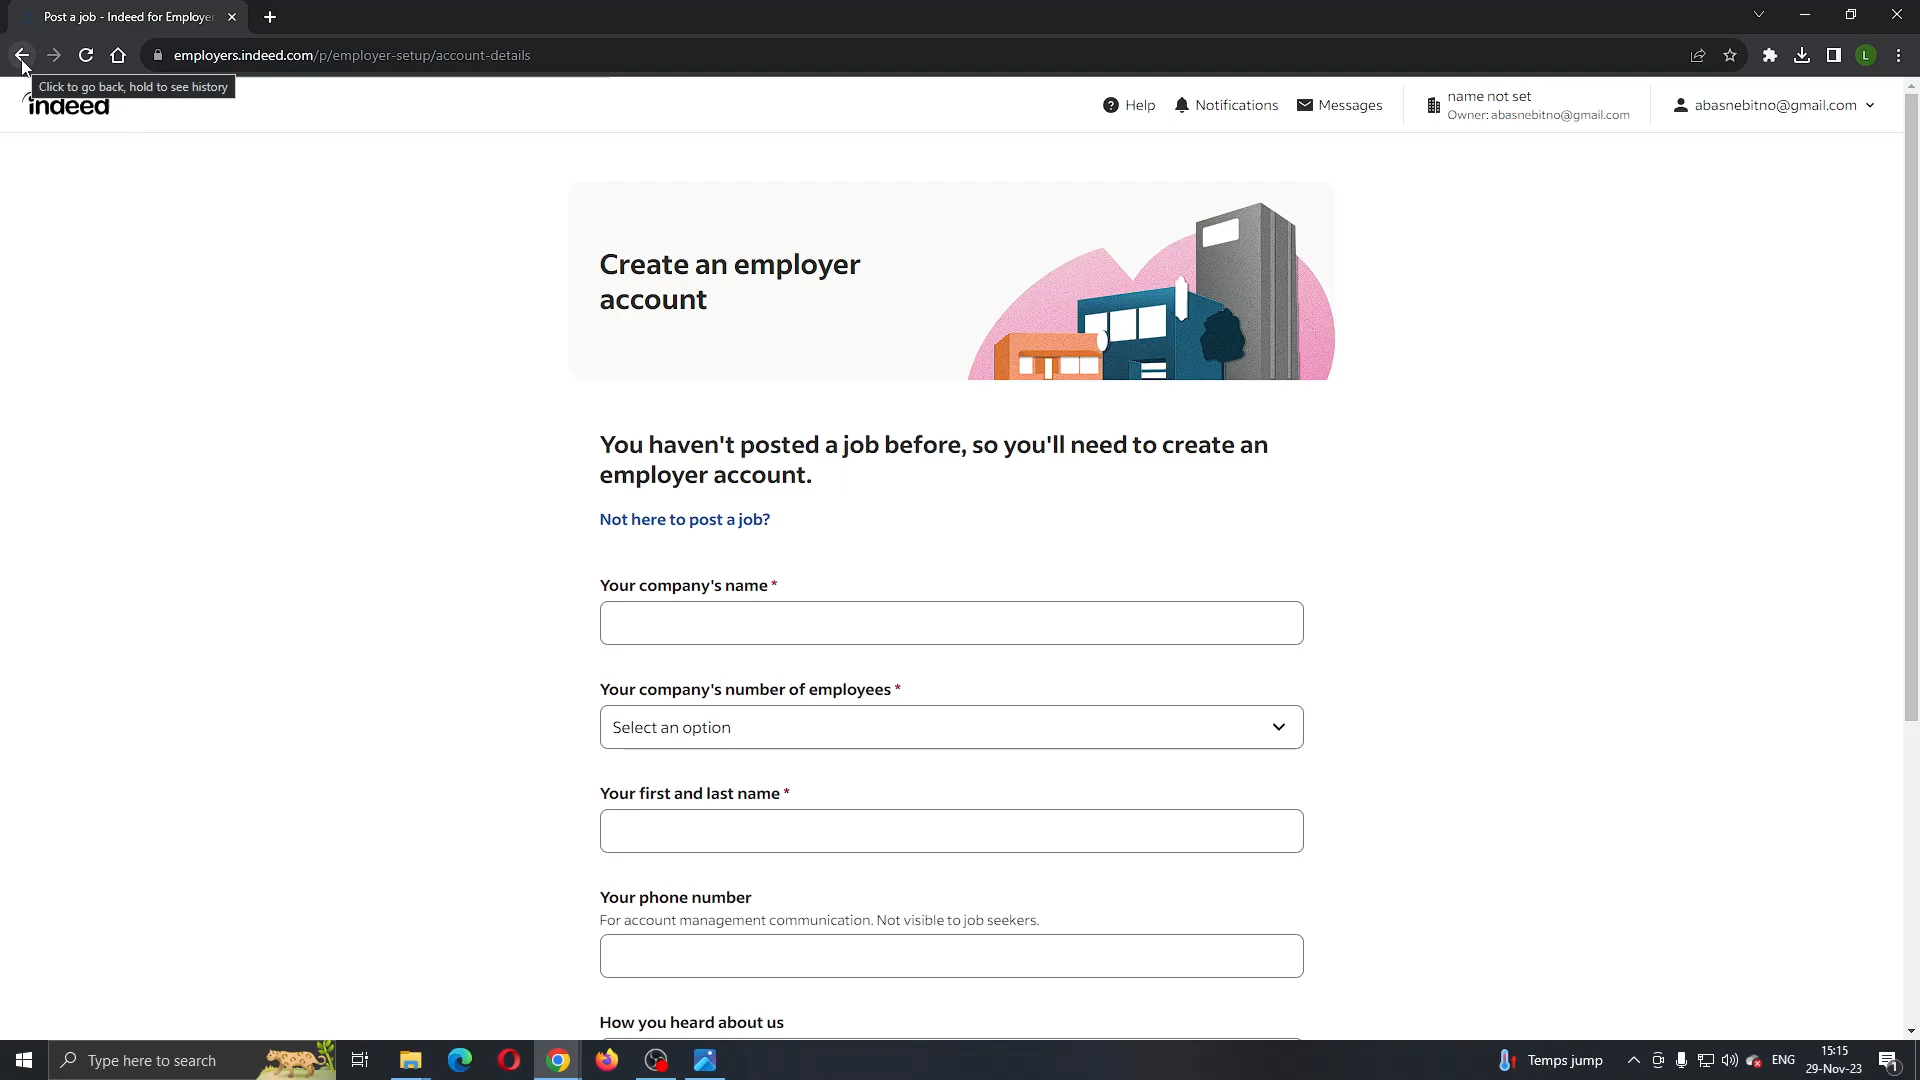 Post a job - Indeed for Employer
employers.indeed.com/p/employer-setup/account-details
L
Click to go back, hold to see history
indeed
Help
Notifications
Messages
name not set
Owner: abasnebitno@gmail.com
abasnebitno@gmail.com
Create an employer
account
You haven't posted a job before, so you'll need to create an
employer account.
Not here to post a job?
Your company's name *
Your company's number of employees *
Select an option
Your first and last name *
Your phone number
For account management communication. Not visible to job seekers.
How you heard about us
Type here to search
Temps jump
ENG
15:15
29-Nov-23
1